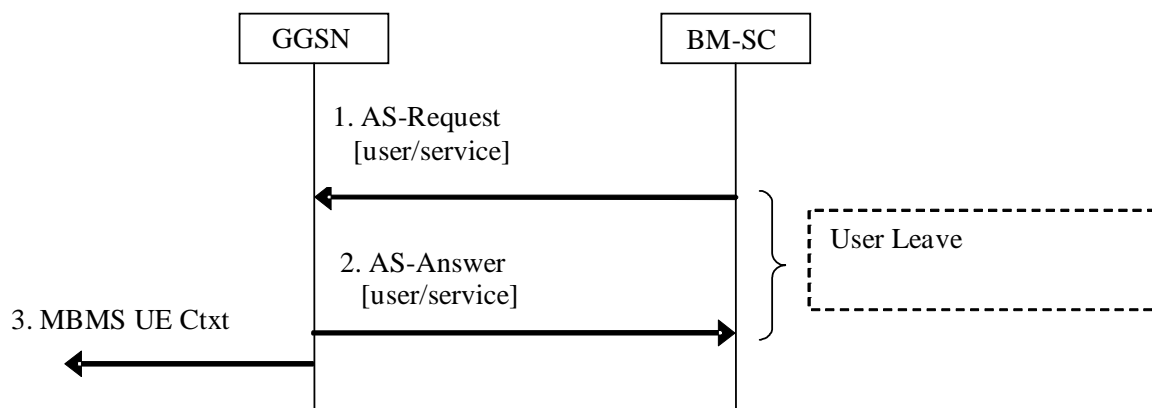 GGSN
BM-SC
1. AS-Request
[user/service]
User Leave
2. AS-Answer
[user/service]
3. MBMS UE Ctxt